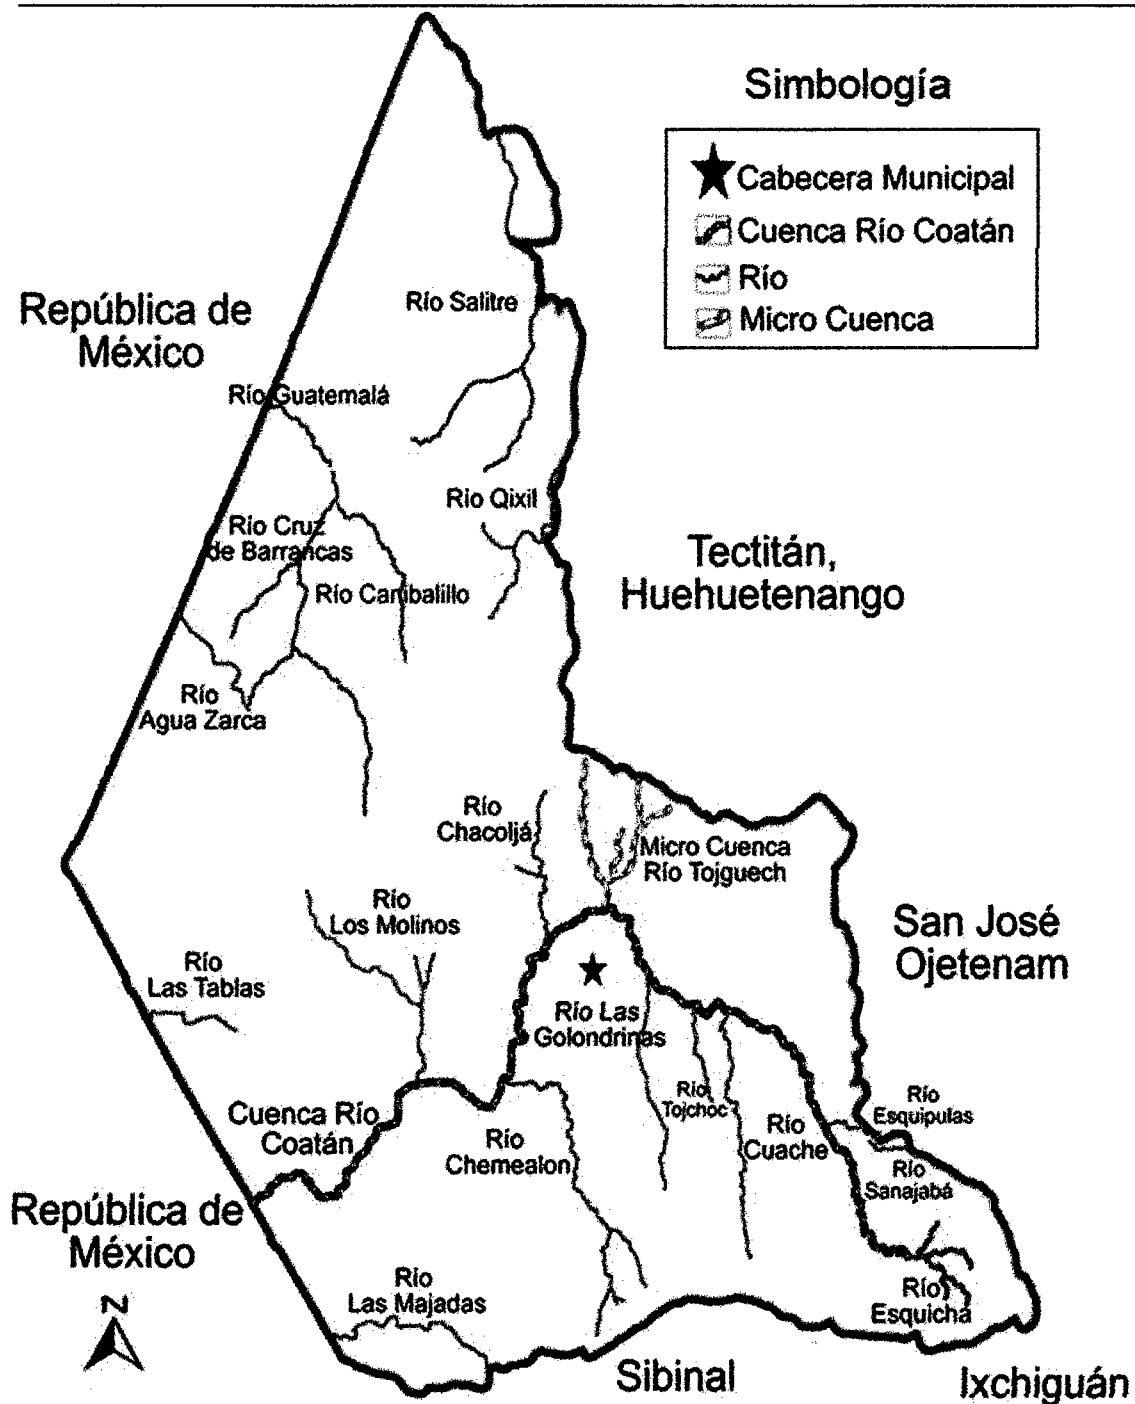 Simbología
Cabecera Municipal
Cuenca Río Coatán
Río
Micro Cuenca
República de
México
Río Salitre
Río Guatemalá
Río Qixil
Río Cruz
de Barrancas
Río Cambalillo
Tectitán,
Huehuetenango
Río
Agua Zarca
Río
Chacoljá
Micro Cuenca
Río Tojguech
Río
Los Molinos
San José
Ojetenam
Río
Las Tablas
Río Las
Golondrinas
Río
Tojchoc
Río
Esquipulas
Cuenca Río
Coatán
Río
Chemealon
Río
Cuache
Río
Sanajabá
República de
México
Río
Las Majadas
Río
Esquichá
N
Sibinal
Ixchiguán